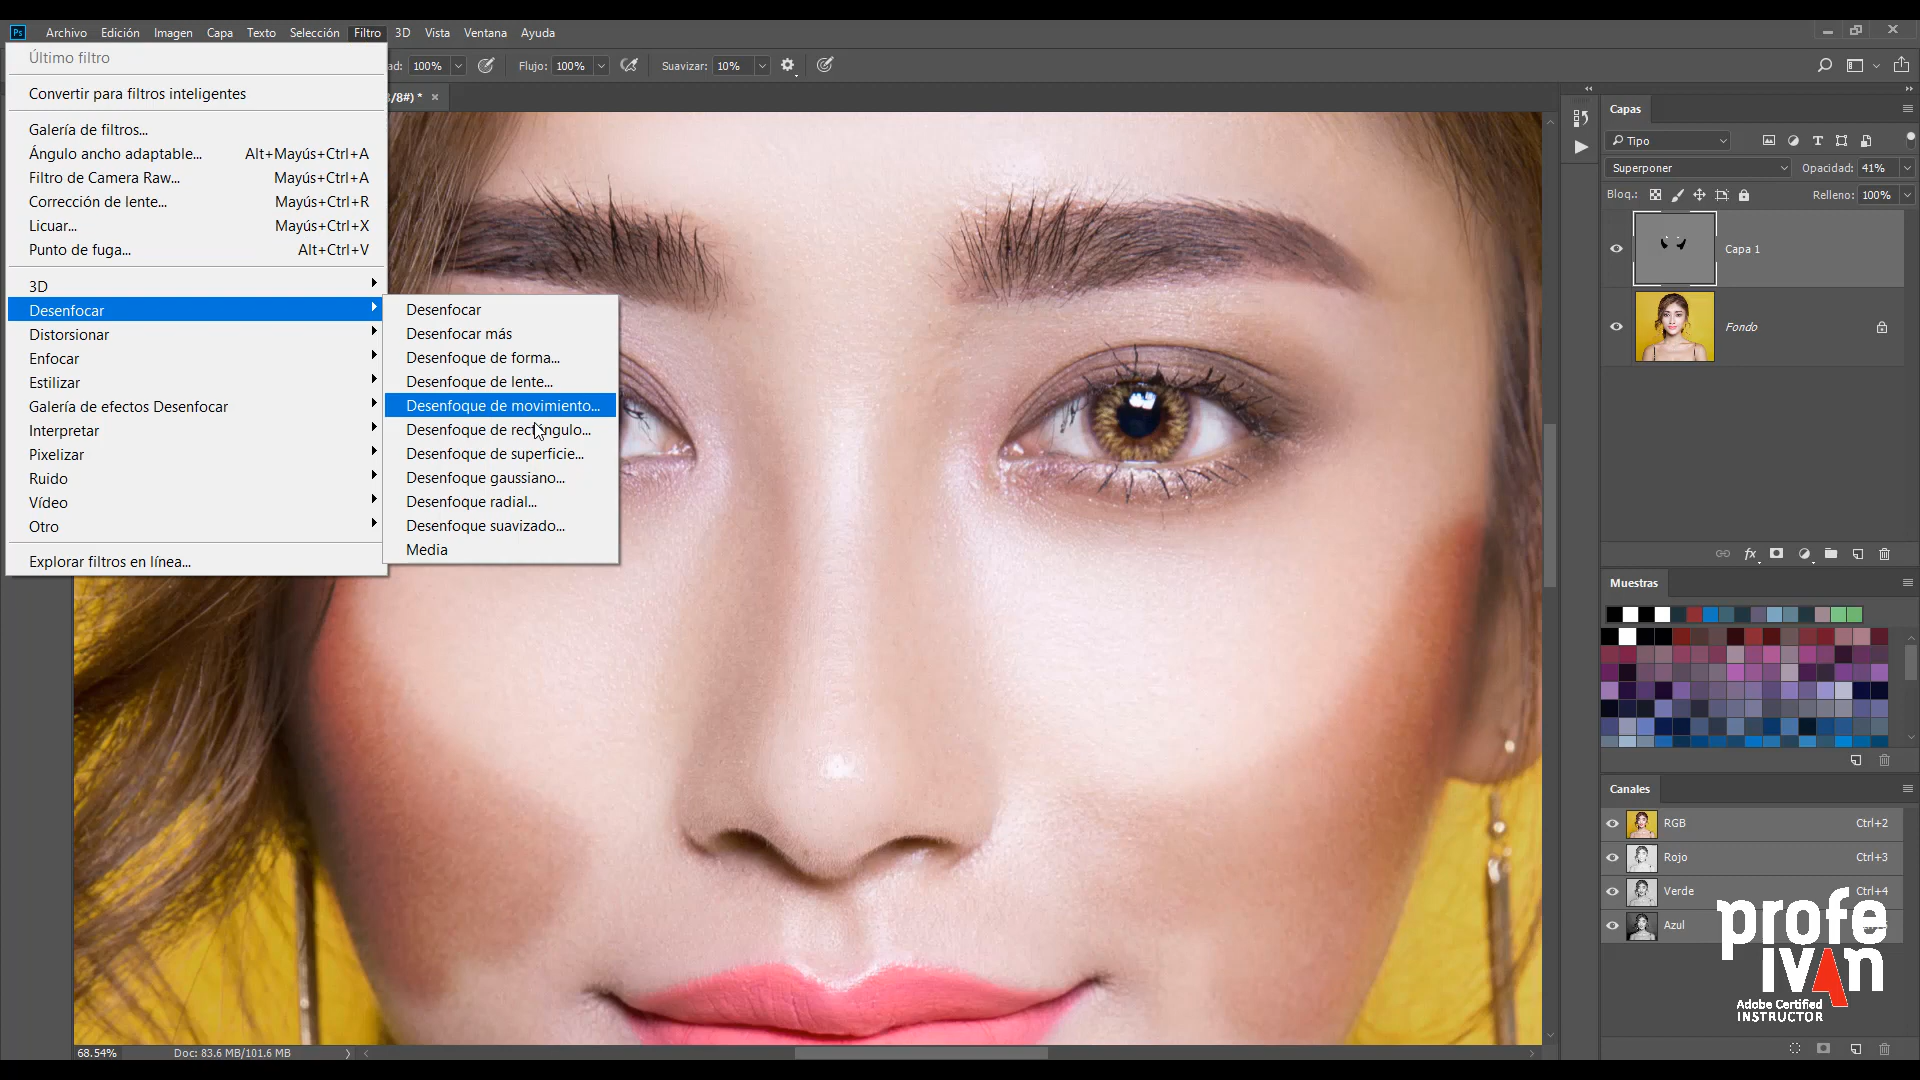 Ps Archivo Edición Imagen Capa Texto Selección Filtro 3D Vista Ventana Ayuda
ad: 100% Flujo: 100% Suavizar: 10%
/8#) * ×
Último filtro
Convertir para filtros inteligentes
Galería de filtros...
Ángulo ancho adaptable... Alt+Mayús+Ctrl+A
Filtro de Camera Raw... Mayús+Ctrl+A
Corrección de lente... Mayús+Ctrl+R
Licuar... Mayús+Ctrl+X
Punto de fuga... Alt+Ctrl+V
3D
Desenfocar
Distorsionar
Enfocar
Estilizar
Galería de efectos Desenfocar
Interpretar
Pixelizar
Ruido
Vídeo
Otro
Explorar filtros en línea...
Desenfocar
Desenfocar más
Desenfoque de forma...
Desenfoque de lente...
Desenfoque de movimiento...
Desenfoque de rectángulo...
Desenfoque de superficie...
Desenfoque gaussiano...
Desenfoque radial...
Desenfoque suavizado...
Media
Capas
Tipo
Superponer Opacidad: 41%
Bloq.: Relleno: 100%
Capa 1
Fondo
fx
Muestras
Canales
RGB Ctrl+2
Rojo Ctrl+3
Verde Ctrl+4
Azul
profe
ivan
Adobe Certified
INSTRUCTOR
68.54% Doc: 83.6 MB/101.6 MB